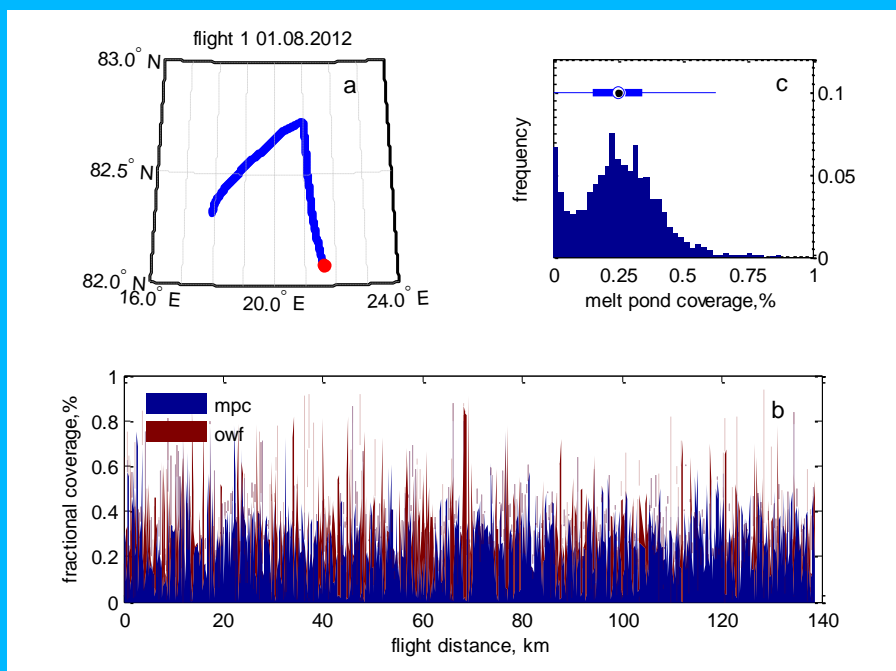 flight 1 01.08.2012
83.0° N
a
82.5° N
82.0° N
16.0° E
20.0° E
24.0° E
c
0.1
0.05
0
frequency
0 0.25 0.5 0.75 1
melt pond coverage,%
1
0.8
0.6
0.4
0.2
0
fractional coverage,%
mpc
owf
b
0 20 40 60 80 100 120 140
flight distance, km